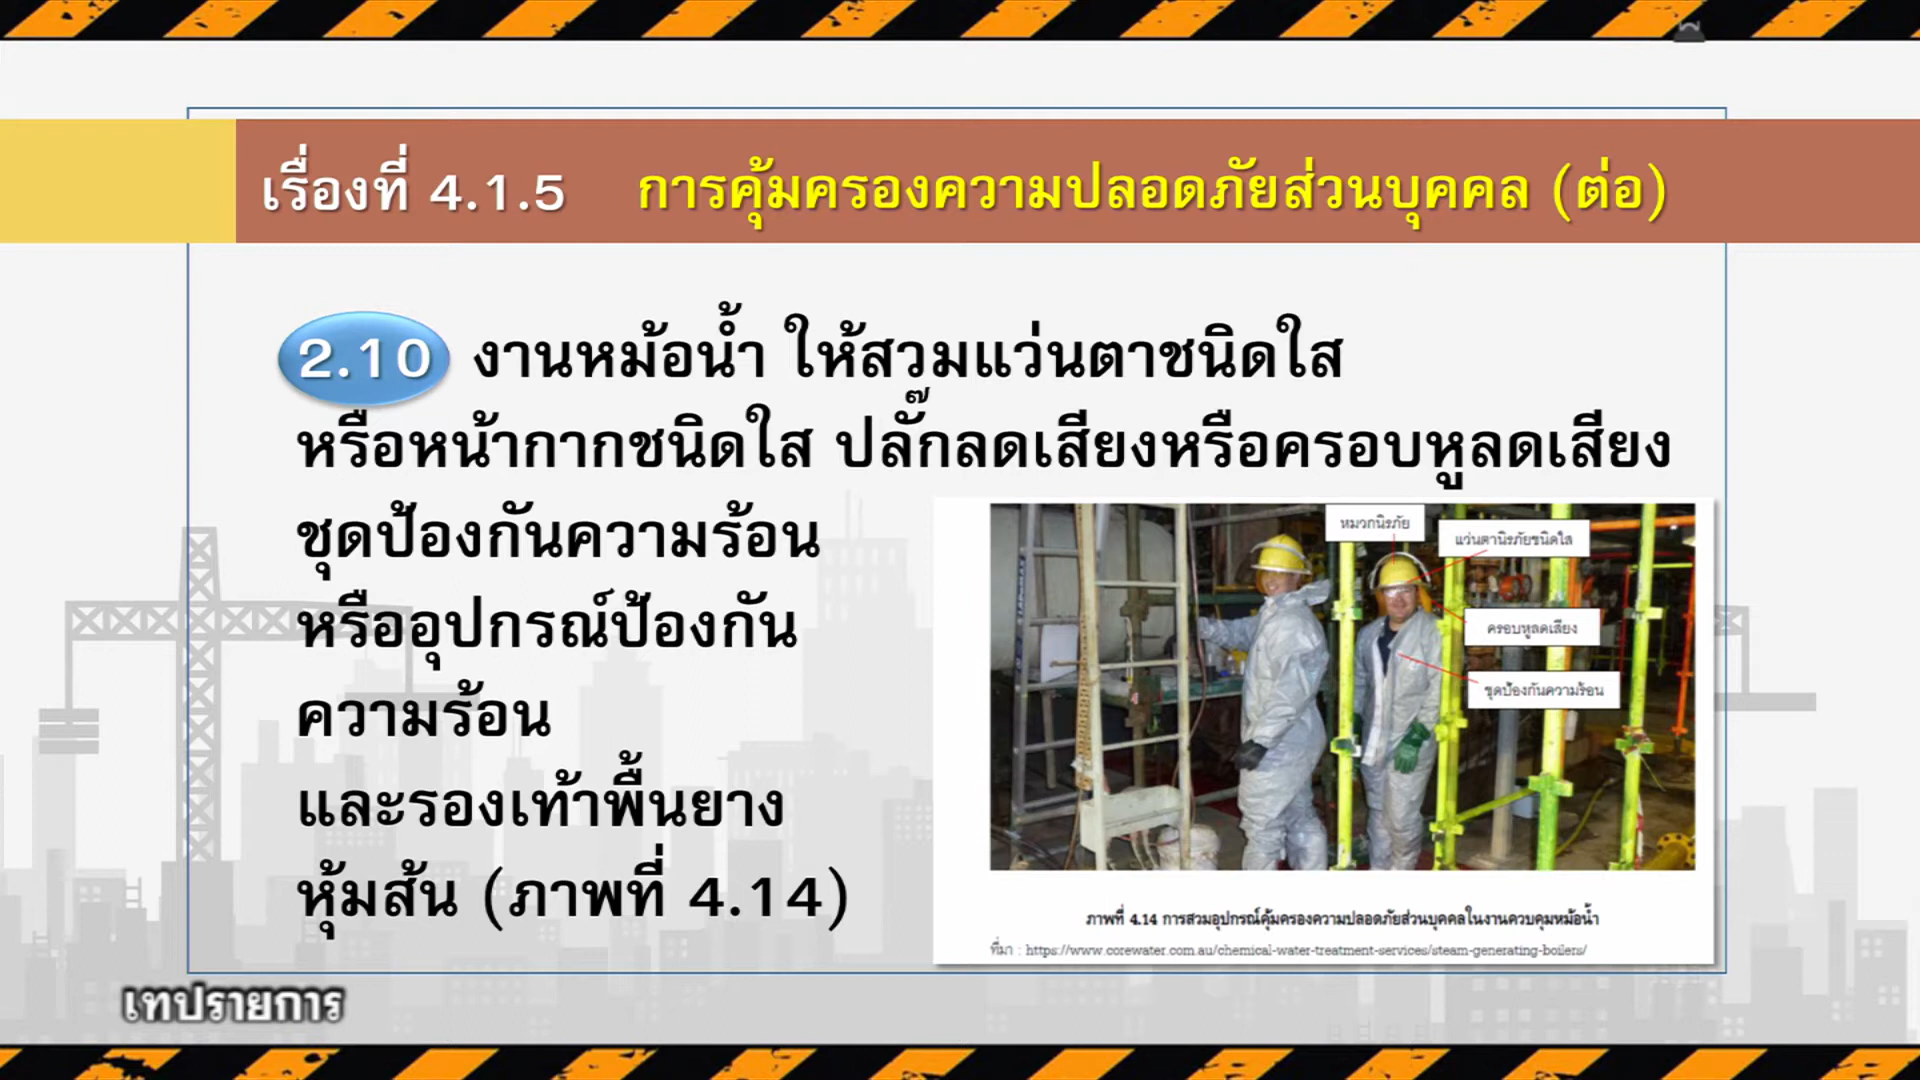 เรื่องที่ 4.1.5 การคุ้มครองความปลอดภัยส่วนบุคคล (ต่อ)
2.10 งานหม้อน้ำ ให้สวมแว่นตาชนิดใส
หรือหน้ากากชนิดใส ปลั๊กลดเสียงหรือครอบหูลดเสียง
ชุดป้องกันความร้อน
หรืออุปกรณ์ป้องกัน
ความร้อน
และรองเท้าพื้นยาง
หุ้มส้น (ภาพที่ 4.14)
หมวกนิรภัย
แว่นตานิรภัยชนิดใส
ครอบหูลดเสียง
ชุดป้องกันความร้อน
ภาพที่ 4.14 การสวมอุปกรณ์คุ้มครองความปลอดภัยส่วนบุคคลในงานควบคุมหม้อน้ำ
ที่มา : https://www.corewater.com.au/chemical-water-treatment-services/steam-generating-boilers/
เทปรายการ